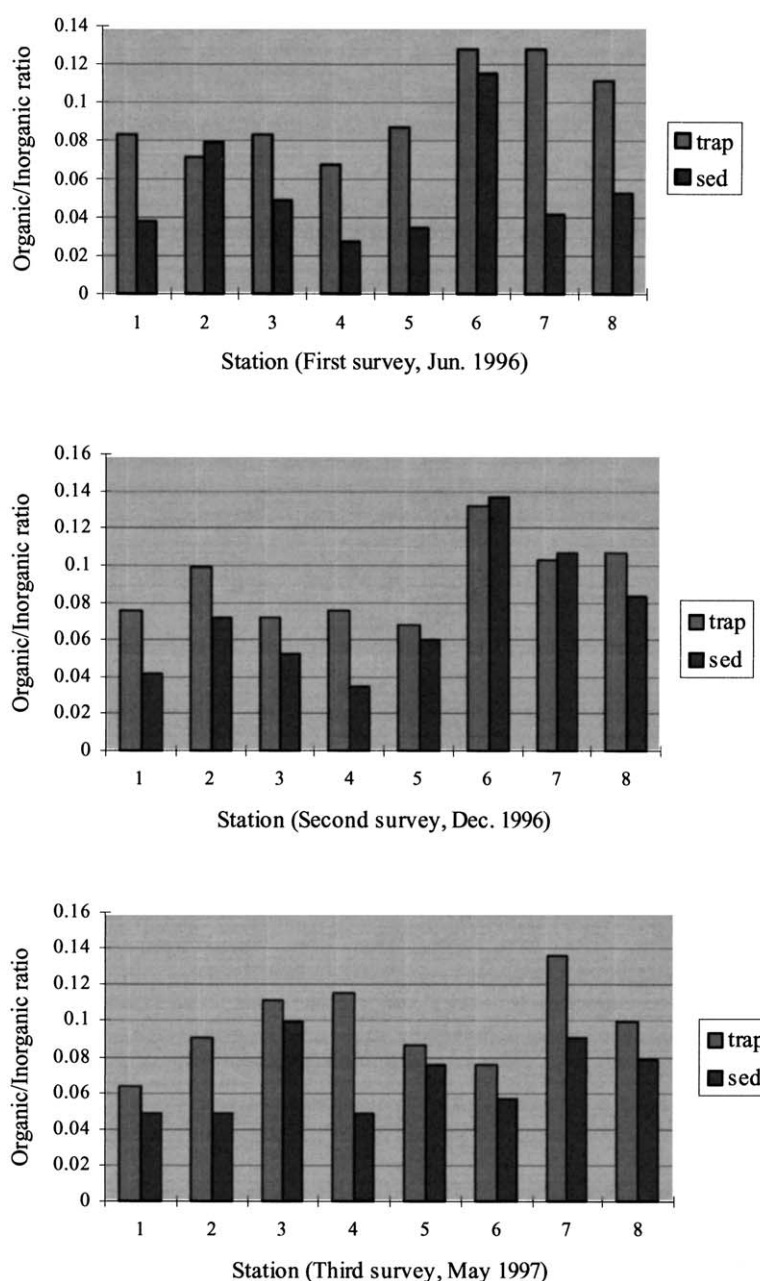 Organic/Inorganic ratio
0.14
0.12
0.1
0.08
0.06
0.04
0.02
0
1 2 3 4 5 6 7 8
Station (First survey, Jun. 1996)
trap
sed
Organic/Inorganic ratio
0.16
0.14
0.12
0.1
0.08
0.06
0.04
0.02
0
1 2 3 4 5 6 7 8
Station (Second survey, Dec. 1996)
trap
sed
Organic/Inorganic ratio
0.16
0.14
0.12
0.1
0.08
0.06
0.04
0.02
0
1 2 3 4 5 6 7 8
Station (Third survey, May 1997)
trap
sed